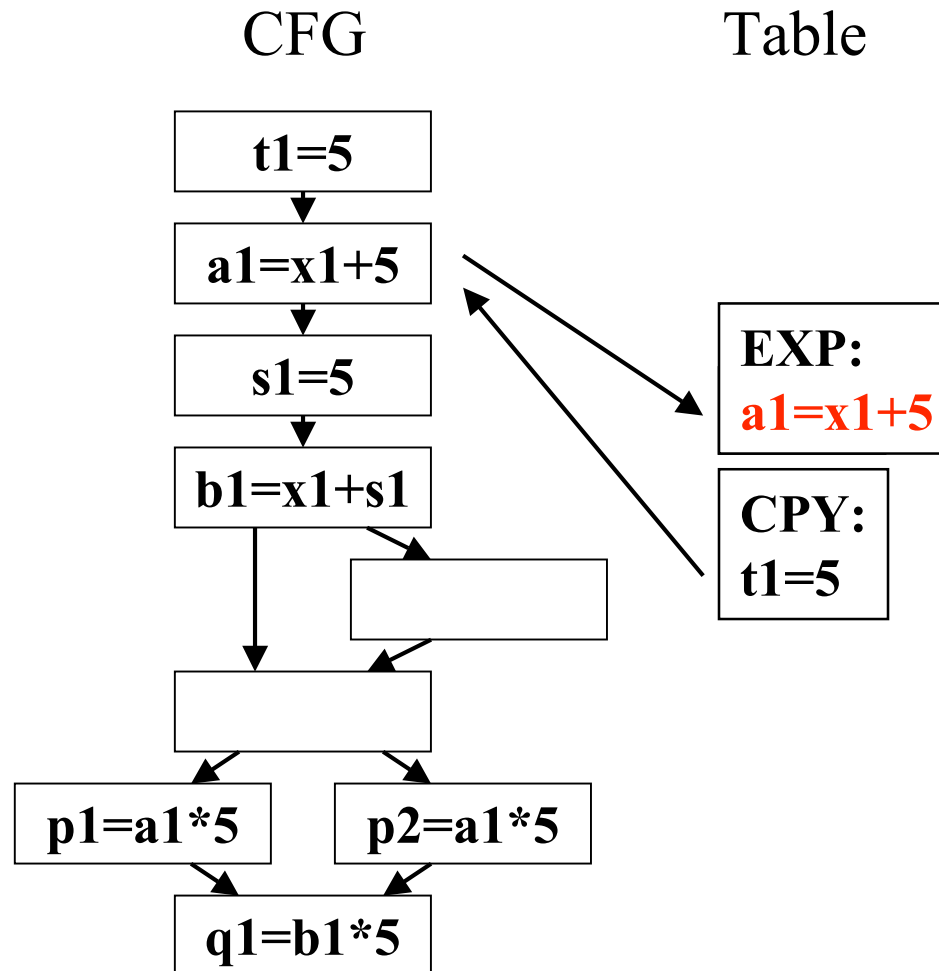 CFG
Table
t1=5
a1=x1+5
s1=5
b1=x1+s1
p1=a1*5
p2=a1*5
q1=b1*5
EXP:
a1=x1+5
CPY:
t1=5